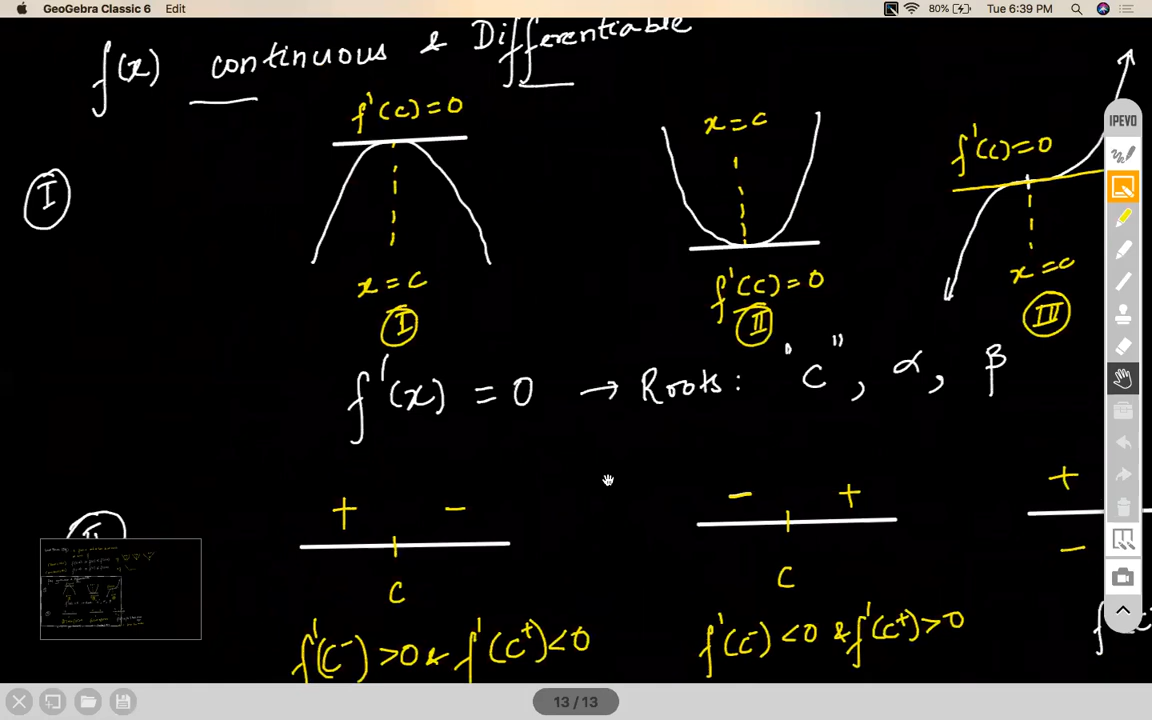 GeoGebra Classic 6 Edit 80% Tue 6:39 PM
f(x) continuous & Differentiable
f'(c) = 0
x = c
f'(c) = 0
IPEVO
I
x = c
f'(c) = 0
x = c
I
II
III
f'(x) = 0 → Roots: "c", α, β
+ -
- +
+
-
c
c
f'(c⁻) >0 & f'(c⁺) <0
f'(c⁻) <0 & f'(c⁺) >0
13 / 13